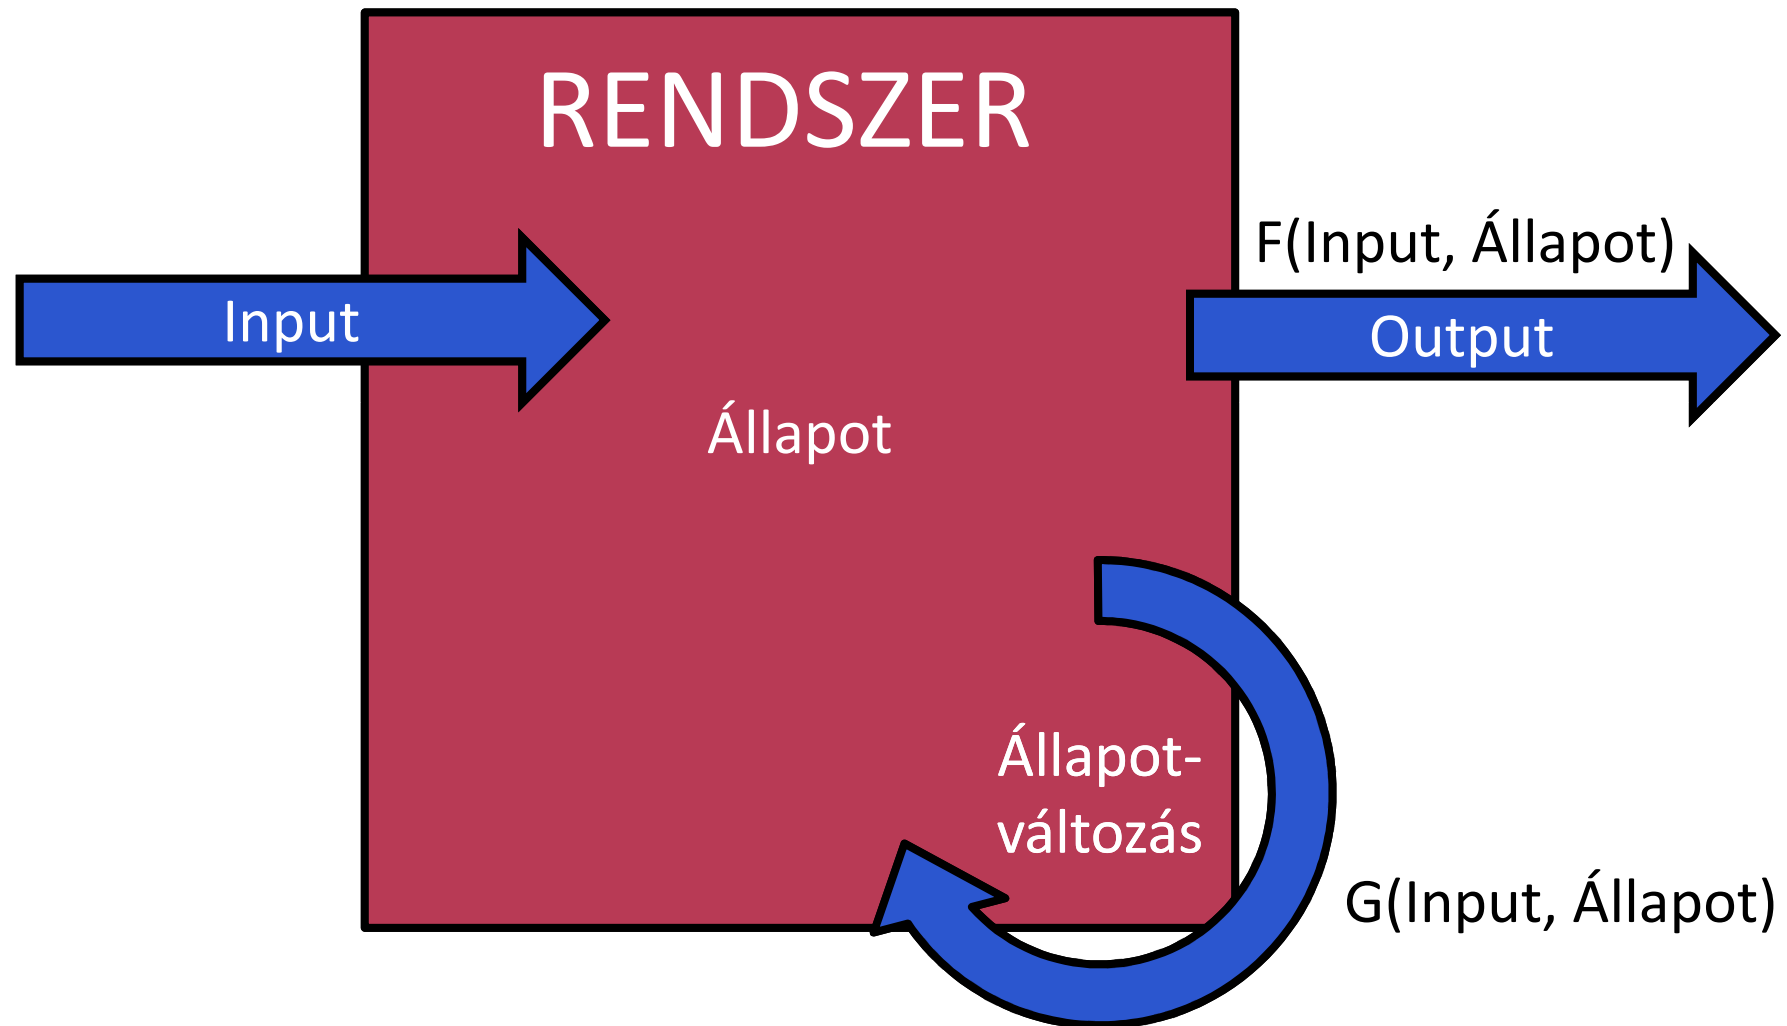 RENDSZER
F(Input, Állapot)
Input
Output
Állapot
Állapot-
változás
G(Input, Állapot)